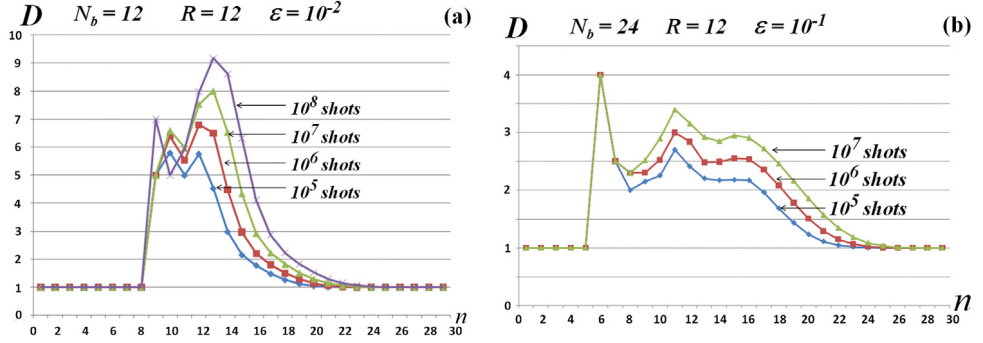 D N_b = 12 R = 12 ε = 10^-2 (a)
10
9
8
7
6
5
4
3
2
1
0
10^8 shots
10^7 shots
10^6 shots
10^5 shots
0 2 4 6 8 10 12 14 16 18 20 22 24 26 28 30
n
D N_b = 24 R = 12 ε = 10^-1 (b)
4
3
2
1
0
10^7 shots
10^6 shots
10^5 shots
0 2 4 6 8 10 12 14 16 18 20 22 24 26 28 30
n